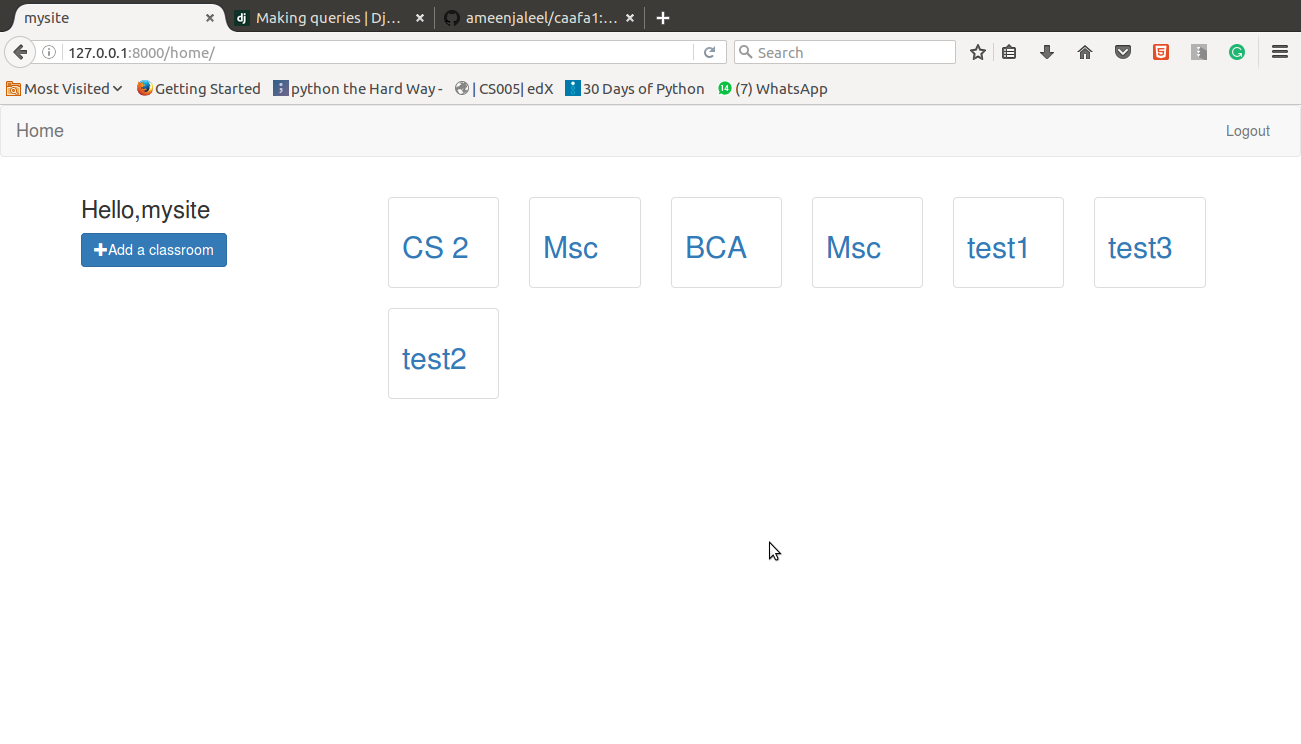 mysite
dj Making queries | Dj...
ameenjaleel/caafa1:...
127.0.0.1:8000/home/
Search
5
Most Visited
Getting Started
python the Hard Way -
| CS005| edX
30 Days of Python
14 (7) WhatsApp
Home
Logout
Hello,mysite
Add a classroom
CS 2
Msc
BCA
Msc
test1
test3
test2